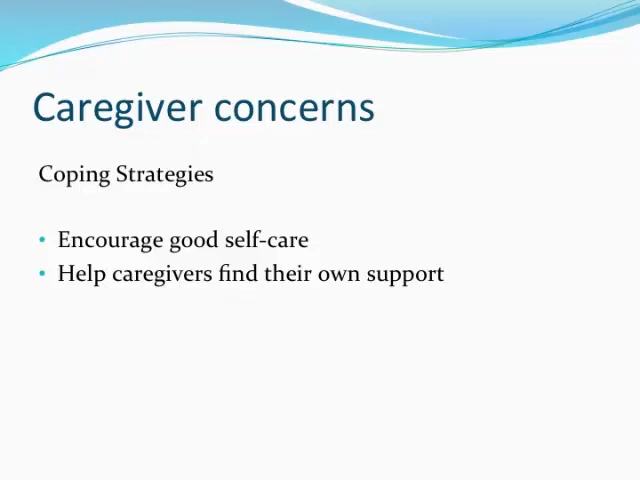 Caregiver concerns
Coping Strategies
• Encourage good self-care
• Help caregivers find their own support